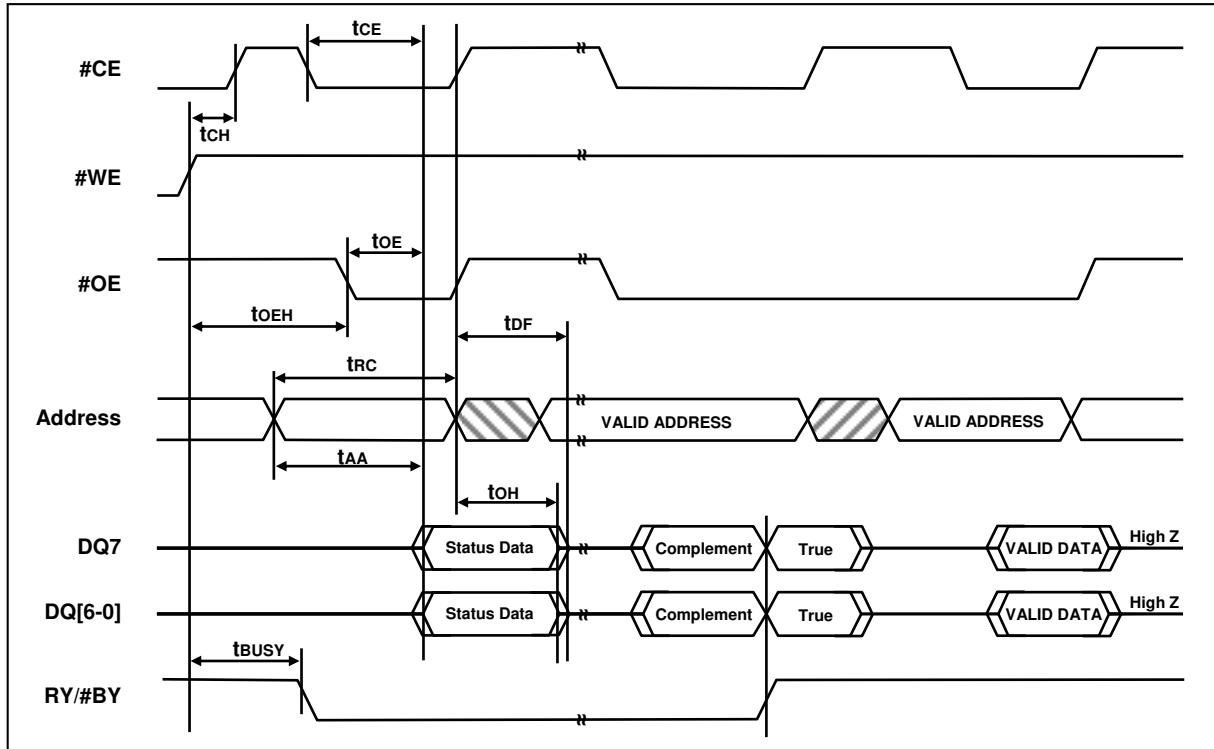 tCE
#CE
tCH
#WE
tOE
#OE
tOEH
tDF
tRC
Address
VALID ADDRESS
VALID ADDRESS
tAA
tOH
DQ7
Status Data
Complement
True
VALID DATA
High Z
DQ[6-0]
Status Data
Complement
True
VALID DATA
High Z
tBUSY
RY/#BY